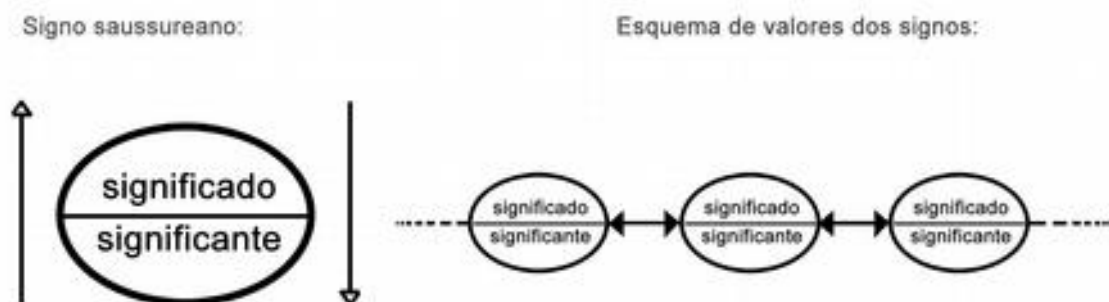 Signo saussureano:
Esquema de valores dos signos:
significado
significante
significado
significante
significado
significante
significado
significante